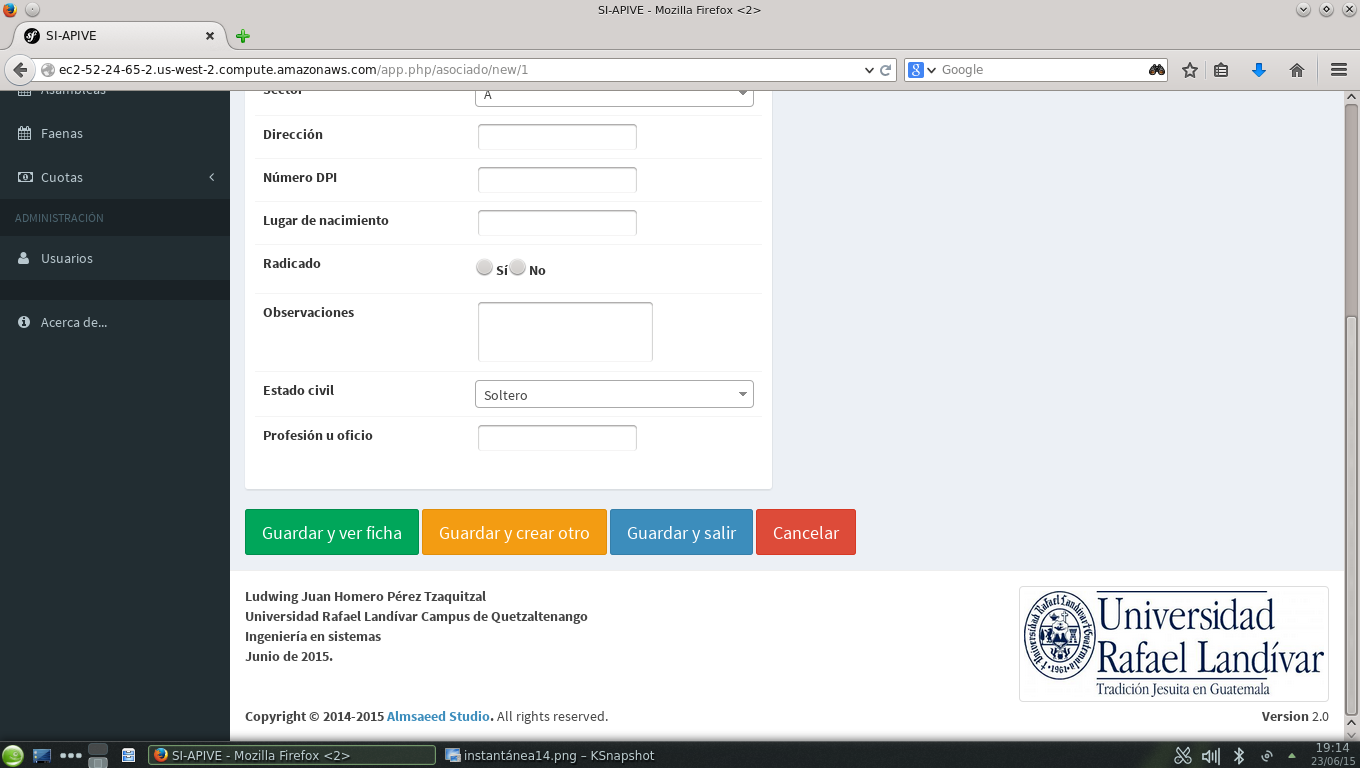 SI-APIVE - Mozilla Firefox <2>
SI-APIVE
ec2-52-24-65-2.us-west-2.compute.amazonaws.com/app.php/asociado/new/1
Google
Asambleas
Faenas
Cuotas
ADMINISTRACIÓN
Usuarios
Acerca de...
Sector A
Dirección
Número DPI
Lugar de nacimiento
Radicado Sí No
Observaciones
Estado civil Soltero
Profesión u oficio
Guardar y ver ficha Guardar y crear otro Guardar y salir Cancelar
Ludwing Juan Homero Pérez Tzaquitzal
Universidad Rafael Landívar Campus de Quetzaltenango
Ingeniería en sistemas
Junio de 2015.
Universidad
Rafael Landívar
Tradición Jesuita en Guatemala
Copyright © 2014-2015 Almsaeed Studio. All rights reserved.
Version 2.0
SI-APIVE - Mozilla Firefox <2>
instantánea14.png – KSnapshot
19:14
23/06/15